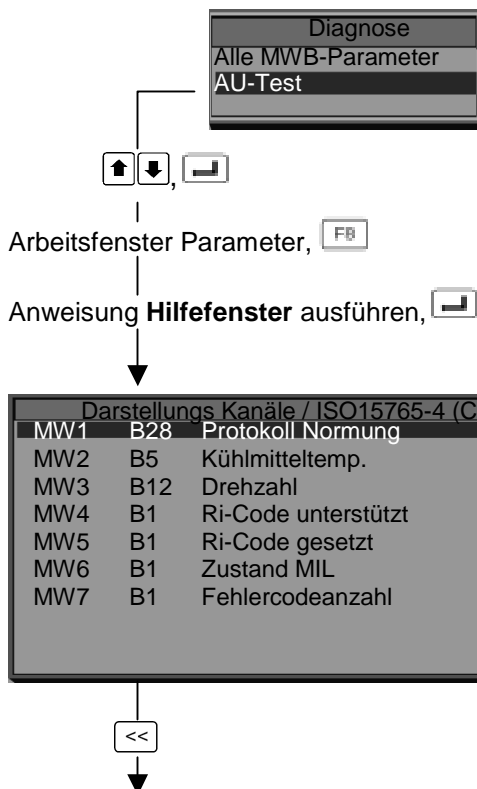 Diagnose
Alle MWB-Parameter
AU-Test
,
Arbeitsfenster Parameter, F8
Anweisung Hilfefenster ausführen,
Darstellungs Kanäle / ISO15765-4 (C
MW1 B28 Protokoll Normung
MW2 B5 Kühlmitteltemp.
MW3 B12 Drehzahl
MW4 B1 Ri-Code unterstützt
MW5 B1 Ri-Code gesetzt
MW6 B1 Zustand MIL
MW7 B1 Fehlercodeanzahl
<<